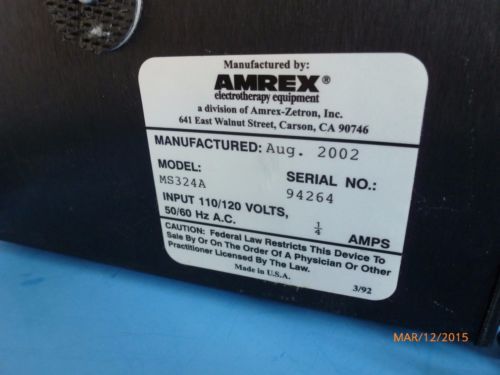 Manufactured by:
AMREX®
electrotherapy equipment
a division of Amrex-Zetron, Inc.
641 East Walnut Street, Carson, CA 90746
MANUFACTURED: Aug. 2002
MODEL: SERIAL NO.:
MS324A 94264
INPUT 110/120 VOLTS,
50/60 Hz A.C. 1/4 AMPS
CAUTION: Federal Law Restricts This Device To
Sale By Or On The Order Of A Physician Or Other
Practitioner Licensed By The Law.
Made in U.S.A.
3/92
MAR/12/2015